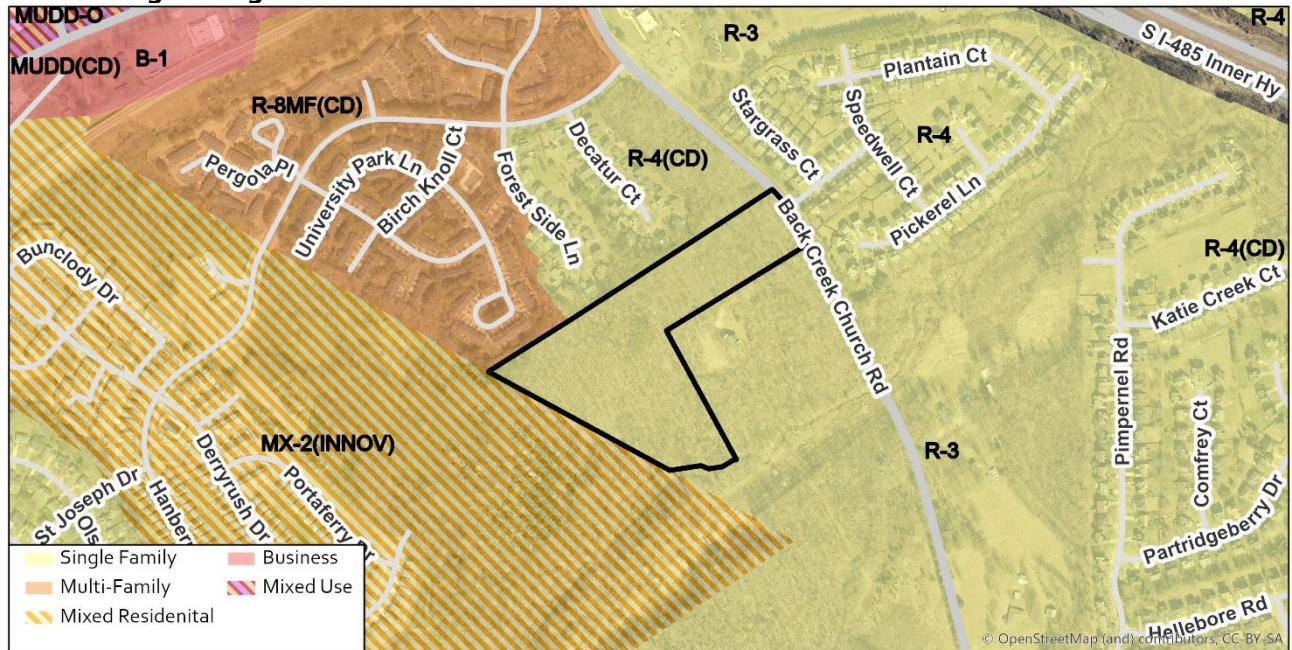 MUDD-O
R-4
R-3
S I-485 Inner Hy
MUDD(CD)
B-1
Plantain Ct
R-8MF(CD)
Stargrass Ct
Speedwell Ct
Decatur Ct
R-4
R-4(CD)
Pergola Pl
University Park Ln
Birch Knoll Ct
Forest Side Ln
Pickerel Ln
Back Creek Church Rd
Bunclody Dr
R-4(CD)
Katie Creek Ct
Pimpernel Rd
MX-2(INNOV)
R-3
Derryrush Dr
Portaferry Dr
Comfrey Ct
St Joseph Dr
Ols
Hanber
Partridgeberry Dr
Hellebore Rd
Single Family
Business
Multi-Family
Mixed Use
Mixed Residenital
© OpenStreetMap (and) contributors, CC-BY-SA